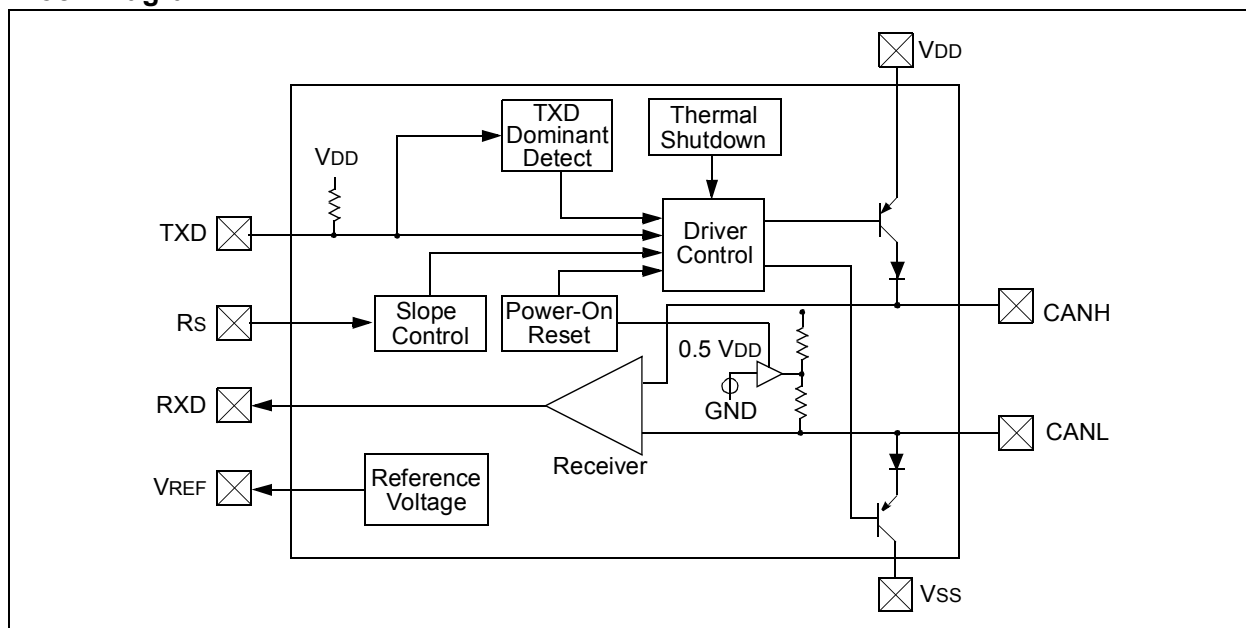 VDD
TXD
Dominant
Detect
Thermal
Shutdown
VDD
TXD
Driver
Control
RS
Slope
Control
Power-On
Reset
CANH
0.5 VDD
RXD
GND
CANL
Receiver
VREF
Reference
Voltage
VSS